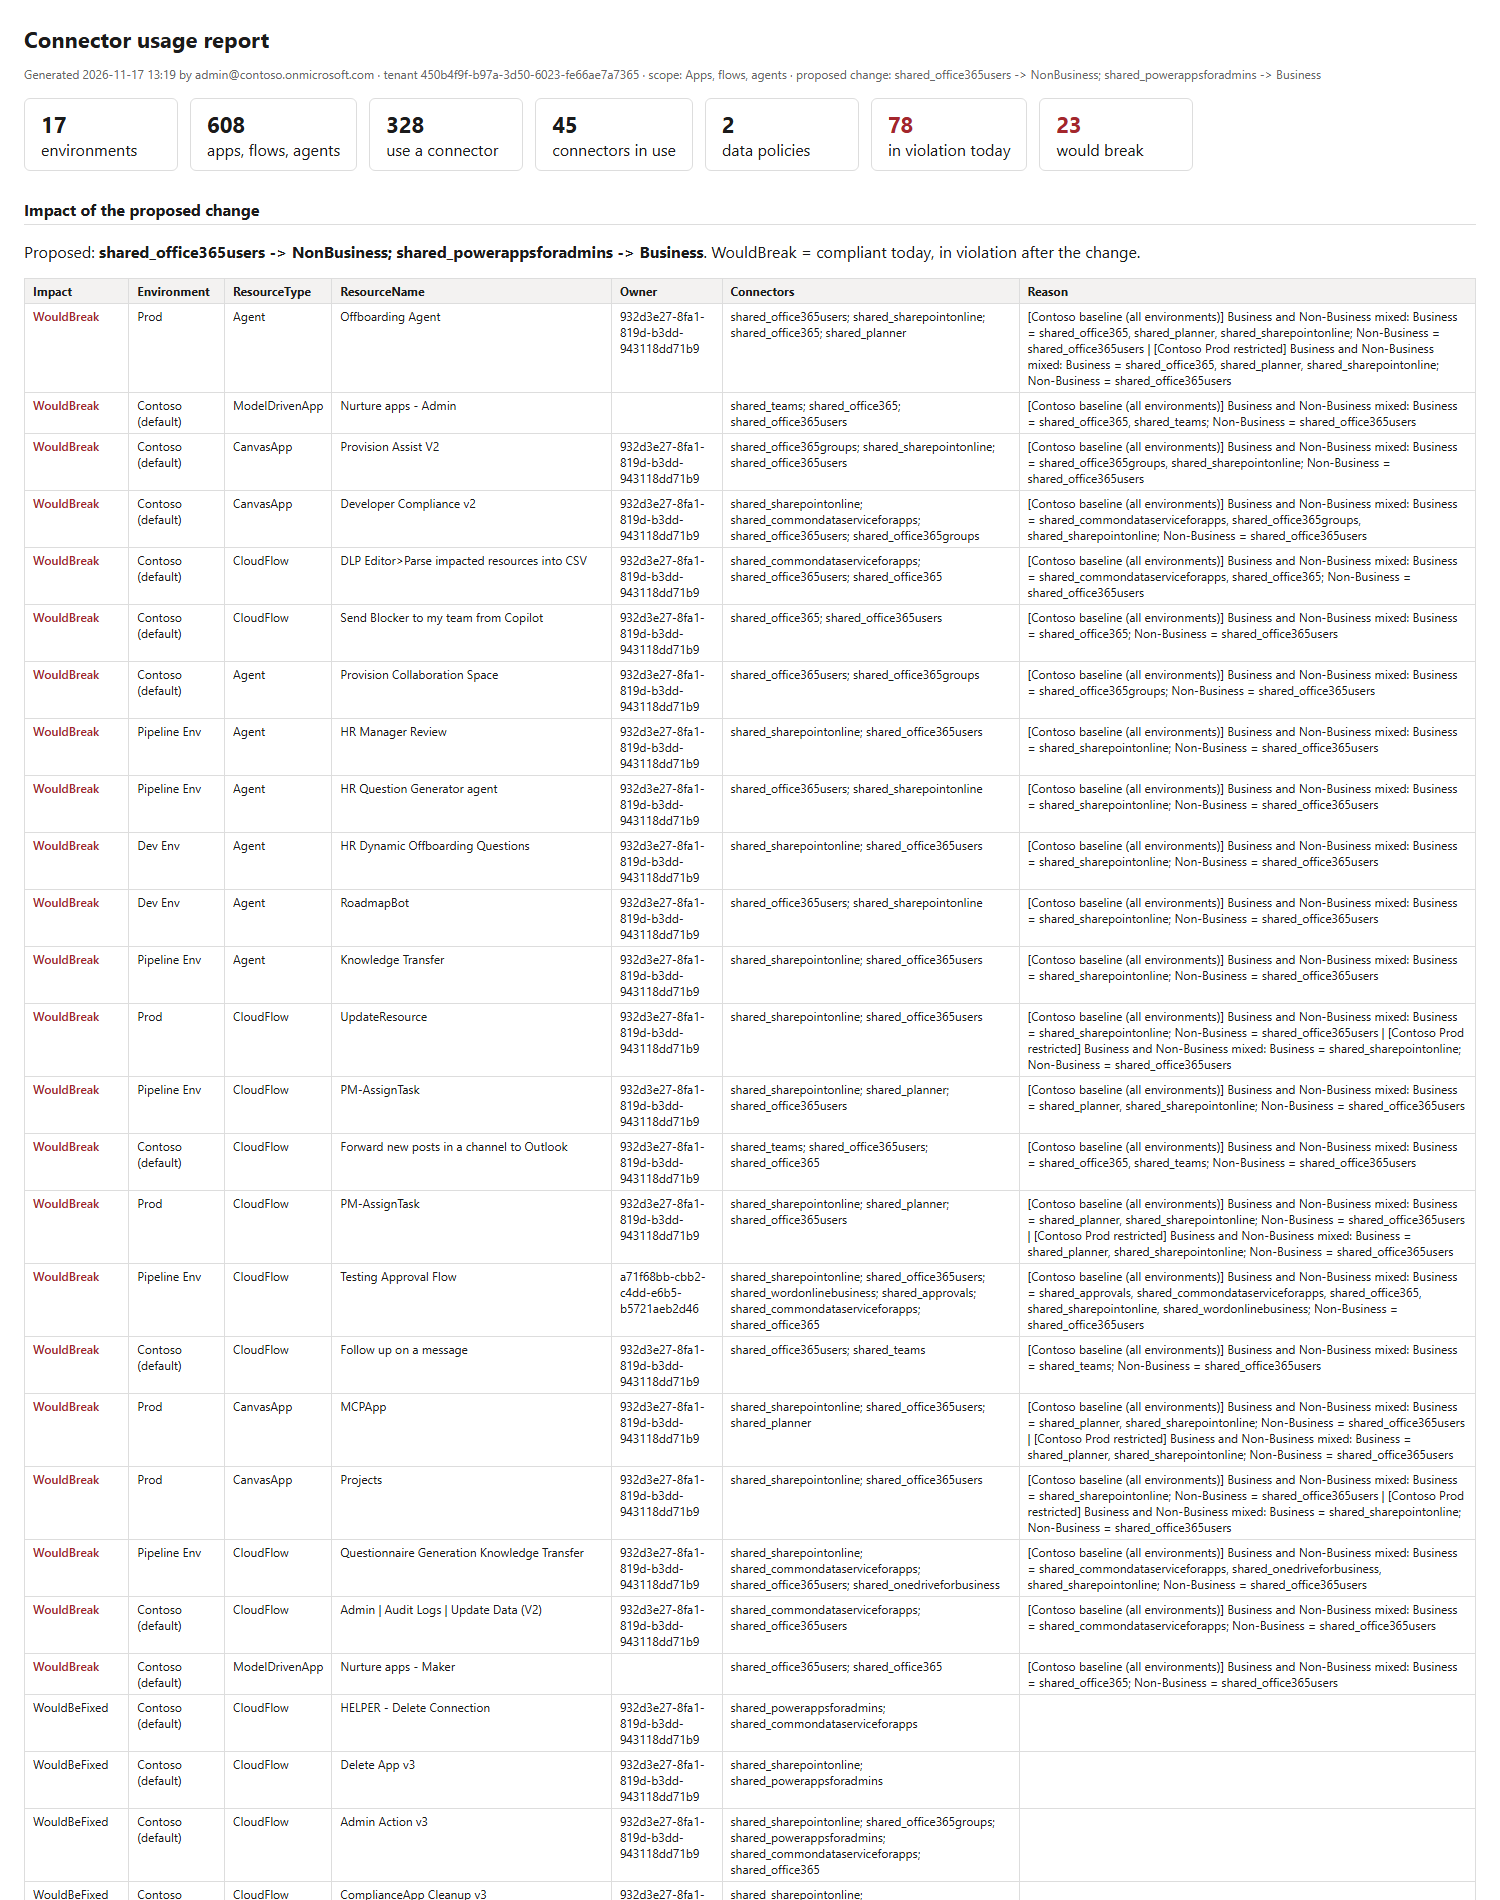 Connector usage report
Generated 2026-11-17 13:19 by admin@contoso.onmicrosoft.com · tenant 450b4f9f-b97a-3d50-6023-fe66ae7a7365 · scope: Apps, flows, agents · proposed change: shared_office365users -> NonBusiness; shared_powerappsforadmins -> Business
17
environments
608
apps, flows, agents
328
use a connector
45
connectors in use
2
data policies
78
in violation today
23
would break
Impact of the proposed change
Proposed: shared_office365users -> NonBusiness; shared_powerappsforadmins -> Business. WouldBreak = compliant today, in violation after the change.
Impact Environment ResourceType ResourceName Owner Connectors Reason
WouldBreak Prod Agent Offboarding Agent 932d3e27-8fa1- shared_office365users; shared_sharepointonline; [Contoso baseline (all environments)] Business and Non-Business mixed: Business
819d-b3dd- shared_office365; shared_planner = shared_office365, shared_planner, shared_sharepointonline; Non-Business =
943118dd71b9 shared_office365users | [Contoso Prod restricted] Business and Non-Business
mixed: Business = shared_office365, shared_planner, shared_sharepointonline;
Non-Business = shared_office365users
WouldBreak Contoso ModelDrivenApp Nurture apps - Admin shared_teams; shared_office365; [Contoso baseline (all environments)] Business and Non-Business mixed: Business
(default) shared_office365users = shared_office365, shared_teams; Non-Business = shared_office365users
WouldBreak Contoso CanvasApp Provision Assist V2 932d3e27-8fa1- shared_office365groups; shared_sharepointonline; [Contoso baseline (all environments)] Business and Non-Business mixed: Business
(default) 819d-b3dd- shared_office365users = shared_office365groups, shared_sharepointonline; Non-Business =
943118dd71b9 shared_office365users
WouldBreak Contoso CanvasApp Developer Compliance v2 932d3e27-8fa1- shared_sharepointonline; [Contoso baseline (all environments)] Business and Non-Business mixed: Business
(default) 819d-b3dd- shared_commondataserviceforapps; = shared_commondataserviceforapps, shared_office365groups,
943118dd71b9 shared_office365users; shared_office365groups shared_sharepointonline; Non-Business = shared_office365users
WouldBreak Contoso CloudFlow DLP Editor>Parse impacted resources into CSV 932d3e27-8fa1- shared_commondataserviceforapps; [Contoso baseline (all environments)] Business and Non-Business mixed: Business
(default) 819d-b3dd- shared_office365users; shared_office365 = shared_commondataserviceforapps, shared_office365; Non-Business =
943118dd71b9 shared_office365users
WouldBreak Contoso CloudFlow Send Blocker to my team from Copilot 932d3e27-8fa1- shared_office365; shared_office365users [Contoso baseline (all environments)] Business and Non-Business mixed: Business
(default) 819d-b3dd- = shared_office365; Non-Business = shared_office365users
943118dd71b9
WouldBreak Contoso Agent Provision Collaboration Space 932d3e27-8fa1- shared_office365users; shared_office365groups [Contoso baseline (all environments)] Business and Non-Business mixed: Business
(default) 819d-b3dd- = shared_office365groups; Non-Business = shared_office365users
943118dd71b9
WouldBreak Pipeline Env Agent HR Manager Review 932d3e27-8fa1- shared_sharepointonline; shared_office365users [Contoso baseline (all environments)] Business and Non-Business mixed: Business
819d-b3dd- = shared_sharepointonline; Non-Business = shared_office365users
943118dd71b9
WouldBreak Pipeline Env Agent HR Question Generator agent 932d3e27-8fa1- shared_office365users; shared_sharepointonline [Contoso baseline (all environments)] Business and Non-Business mixed: Business
819d-b3dd- = shared_sharepointonline; Non-Business = shared_office365users
943118dd71b9
WouldBreak Dev Env Agent HR Dynamic Offboarding Questions 932d3e27-8fa1- shared_sharepointonline; shared_office365users [Contoso baseline (all environments)] Business and Non-Business mixed: Business
819d-b3dd- = shared_sharepointonline; Non-Business = shared_office365users
943118dd71b9
WouldBreak Dev Env Agent RoadmapBot 932d3e27-8fa1- shared_office365users; shared_sharepointonline [Contoso baseline (all environments)] Business and Non-Business mixed: Business
819d-b3dd- = shared_sharepointonline; Non-Business = shared_office365users
943118dd71b9
WouldBreak Pipeline Env Agent Knowledge Transfer 932d3e27-8fa1- shared_sharepointonline; shared_office365users [Contoso baseline (all environments)] Business and Non-Business mixed: Business
819d-b3dd- = shared_sharepointonline; Non-Business = shared_office365users
943118dd71b9
WouldBreak Prod CloudFlow UpdateResource 932d3e27-8fa1- shared_sharepointonline; shared_office365users [Contoso baseline (all environments)] Business and Non-Business mixed: Business
819d-b3dd- = shared_sharepointonline; Non-Business = shared_office365users | [Contoso Prod
943118dd71b9 restricted] Business and Non-Business mixed: Business = shared_sharepointonline;
Non-Business = shared_office365users
WouldBreak Pipeline Env CloudFlow PM-AssignTask 932d3e27-8fa1- shared_sharepointonline; shared_planner; [Contoso baseline (all environments)] Business and Non-Business mixed: Business
819d-b3dd- shared_office365users = shared_planner, shared_sharepointonline; Non-Business = shared_office365users
943118dd71b9
WouldBreak Contoso CloudFlow Forward new posts in a channel to Outlook 932d3e27-8fa1- shared_teams; shared_office365users; [Contoso baseline (all environments)] Business and Non-Business mixed: Business
(default) 819d-b3dd- shared_office365 = shared_office365, shared_teams; Non-Business = shared_office365users
943118dd71b9
WouldBreak Prod CloudFlow PM-AssignTask 932d3e27-8fa1- shared_sharepointonline; shared_planner; [Contoso baseline (all environments)] Business and Non-Business mixed: Business
819d-b3dd- shared_office365users = shared_planner, shared_sharepointonline; Non-Business = shared_office365users
943118dd71b9 | [Contoso Prod restricted] Business and Non-Business mixed: Business =
shared_planner, shared_sharepointonline; Non-Business = shared_office365users
WouldBreak Pipeline Env CloudFlow Testing Approval Flow a71f68bb-cbb2- shared_sharepointonline; shared_office365users; [Contoso baseline (all environments)] Business and Non-Business mixed: Business
c4dd-e6b5- shared_wordonlinebusiness; shared_approvals; = shared_approvals, shared_commondataserviceforapps, shared_office365,
b5721aeb2d46 shared_commondataserviceforapps; shared_sharepointonline, shared_wordonlinebusiness; Non-Business =
shared_office365 shared_office365users
WouldBreak Contoso CloudFlow Follow up on a message 932d3e27-8fa1- shared_office365users; shared_teams [Contoso baseline (all environments)] Business and Non-Business mixed: Business
(default) 819d-b3dd- = shared_teams; Non-Business = shared_office365users
943118dd71b9
WouldBreak Prod CanvasApp MCPApp 932d3e27-8fa1- shared_sharepointonline; shared_office365users; [Contoso baseline (all environments)] Business and Non-Business mixed: Business
819d-b3dd- shared_planner = shared_planner, shared_sharepointonline; Non-Business = shared_office365users
943118dd71b9 | [Contoso Prod restricted] Business and Non-Business mixed: Business =
shared_planner, shared_sharepointonline; Non-Business = shared_office365users
WouldBreak Prod CanvasApp Projects 932d3e27-8fa1- shared_sharepointonline; shared_office365users [Contoso baseline (all environments)] Business and Non-Business mixed: Business
819d-b3dd- = shared_sharepointonline; Non-Business = shared_office365users | [Contoso Prod
943118dd71b9 restricted] Business and Non-Business mixed: Business = shared_sharepointonline;
Non-Business = shared_office365users
WouldBreak Pipeline Env CloudFlow Questionnaire Generation Knowledge Transfer 932d3e27-8fa1- shared_sharepointonline; [Contoso baseline (all environments)] Business and Non-Business mixed: Business
819d-b3dd- shared_commondataserviceforapps; = shared_commondataserviceforapps, shared_onedriveforbusiness,
943118dd71b9 shared_office365users; shared_onedriveforbusiness shared_sharepointonline; Non-Business = shared_office365users
WouldBreak Contoso CloudFlow Admin | Audit Logs | Update Data (V2) 932d3e27-8fa1- shared_commondataserviceforapps; [Contoso baseline (all environments)] Business and Non-Business mixed: Business
(default) 819d-b3dd- shared_office365users = shared_commondataserviceforapps; Non-Business = shared_office365users
943118dd71b9
WouldBreak Contoso ModelDrivenApp Nurture apps - Maker shared_office365users; shared_office365 [Contoso baseline (all environments)] Business and Non-Business mixed: Business
(default) = shared_office365; Non-Business = shared_office365users
WouldBeFixed Contoso CloudFlow HELPER - Delete Connection 932d3e27-8fa1- shared_powerappsforadmins;
(default) 819d-b3dd- shared_commondataserviceforapps
943118dd71b9
WouldBeFixed Contoso CloudFlow Delete App v3 932d3e27-8fa1- shared_sharepointonline;
(default) 819d-b3dd- shared_powerappsforadmins
943118dd71b9
WouldBeFixed Contoso CloudFlow Admin Action v3 932d3e27-8fa1- shared_sharepointonline; shared_office365groups;
(default) 819d-b3dd- shared_powerappsforadmins;
943118dd71b9 shared_commondataserviceforapps;
shared_office365
WouldBeFixed Contoso CloudFlow ComplianceApp Cleanup v3 932d3e27-8fa1- shared_sharepointonline;